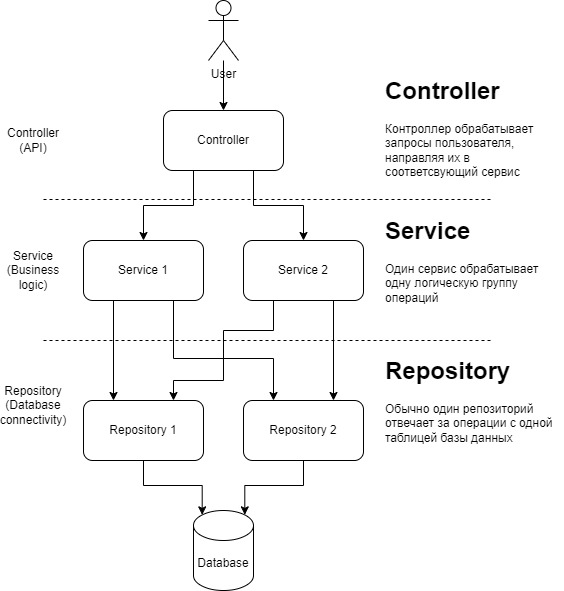 User
Controller
Контроллер обрабатывает
запросы пользователя,
направляя их в
соответсвующий сервис
Controller
(API)
Controller
Service
Один сервис обрабатывает
одну логическую группу
операций
Service
(Business
logic)
Service 1
Service 2
Repository
Обычно один репозиторий
отвечает за операции с одной
таблицей базы данных
Repository
(Database
connectivity)
Repository 1
Repository 2
Database